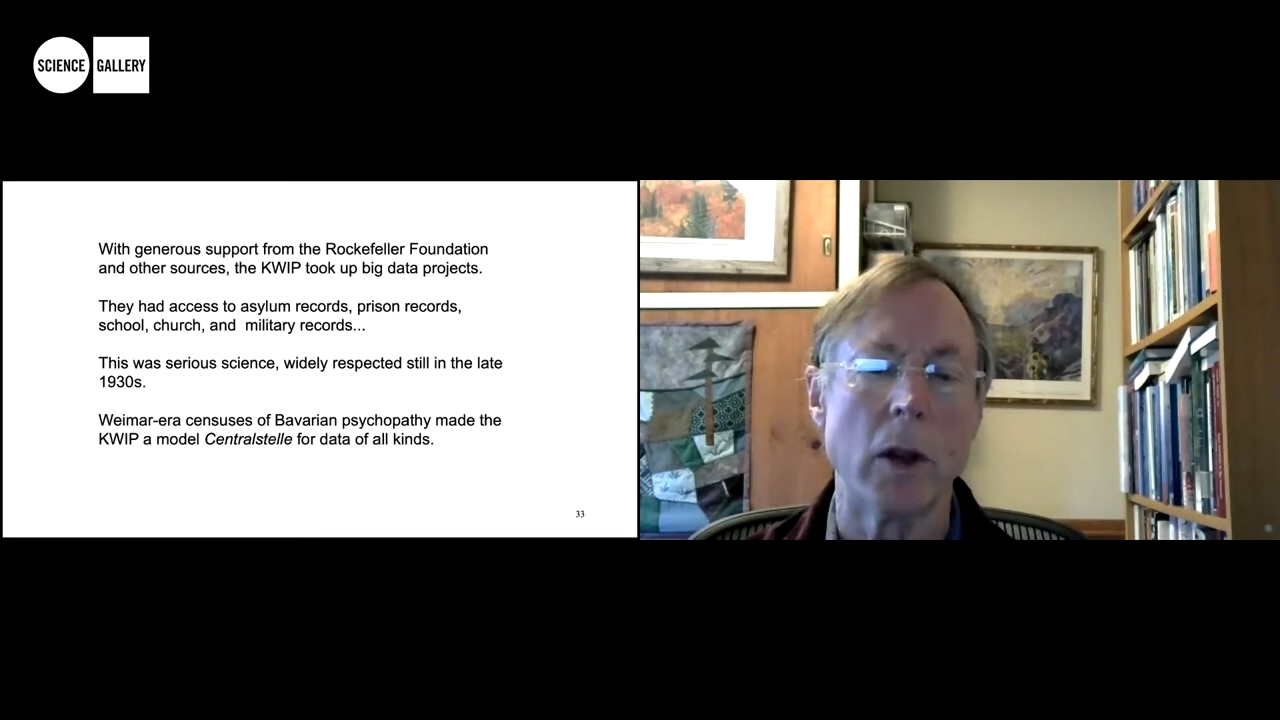 SCIENCE GALLERY
With generous support from the Rockefeller Foundation
and other sources, the KWIP took up big data projects.
They had access to asylum records, prison records,
school, church, and  military records...
This was serious science, widely respected still in the late
1930s.
Weimar-era censuses of Bavarian psychopathy made the
KWIP a model Centralstelle for data of all kinds.
33